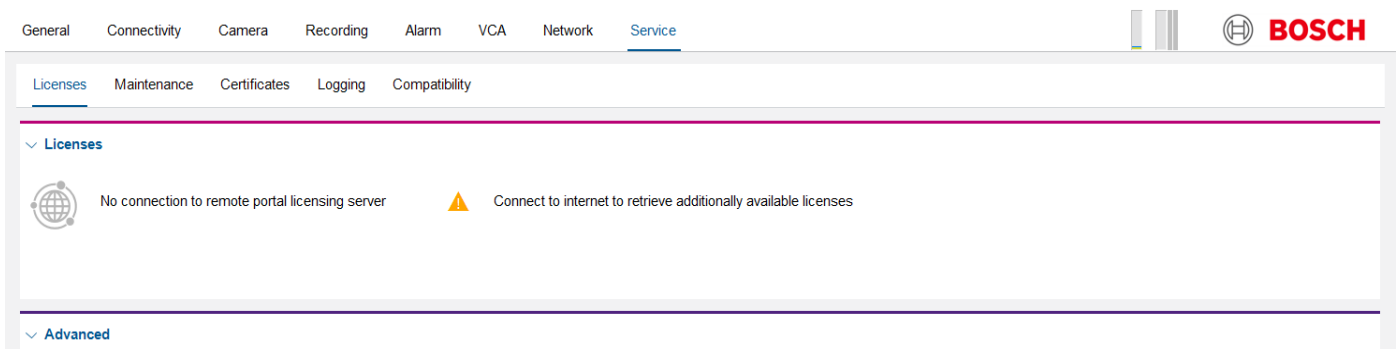 General Connectivity Camera Recording Alarm VCA Network Service BOSCH
Licenses Maintenance Certificates Logging Compatibility
Licenses
No connection to remote portal licensing server Connect to internet to retrieve additionally available licenses
Advanced